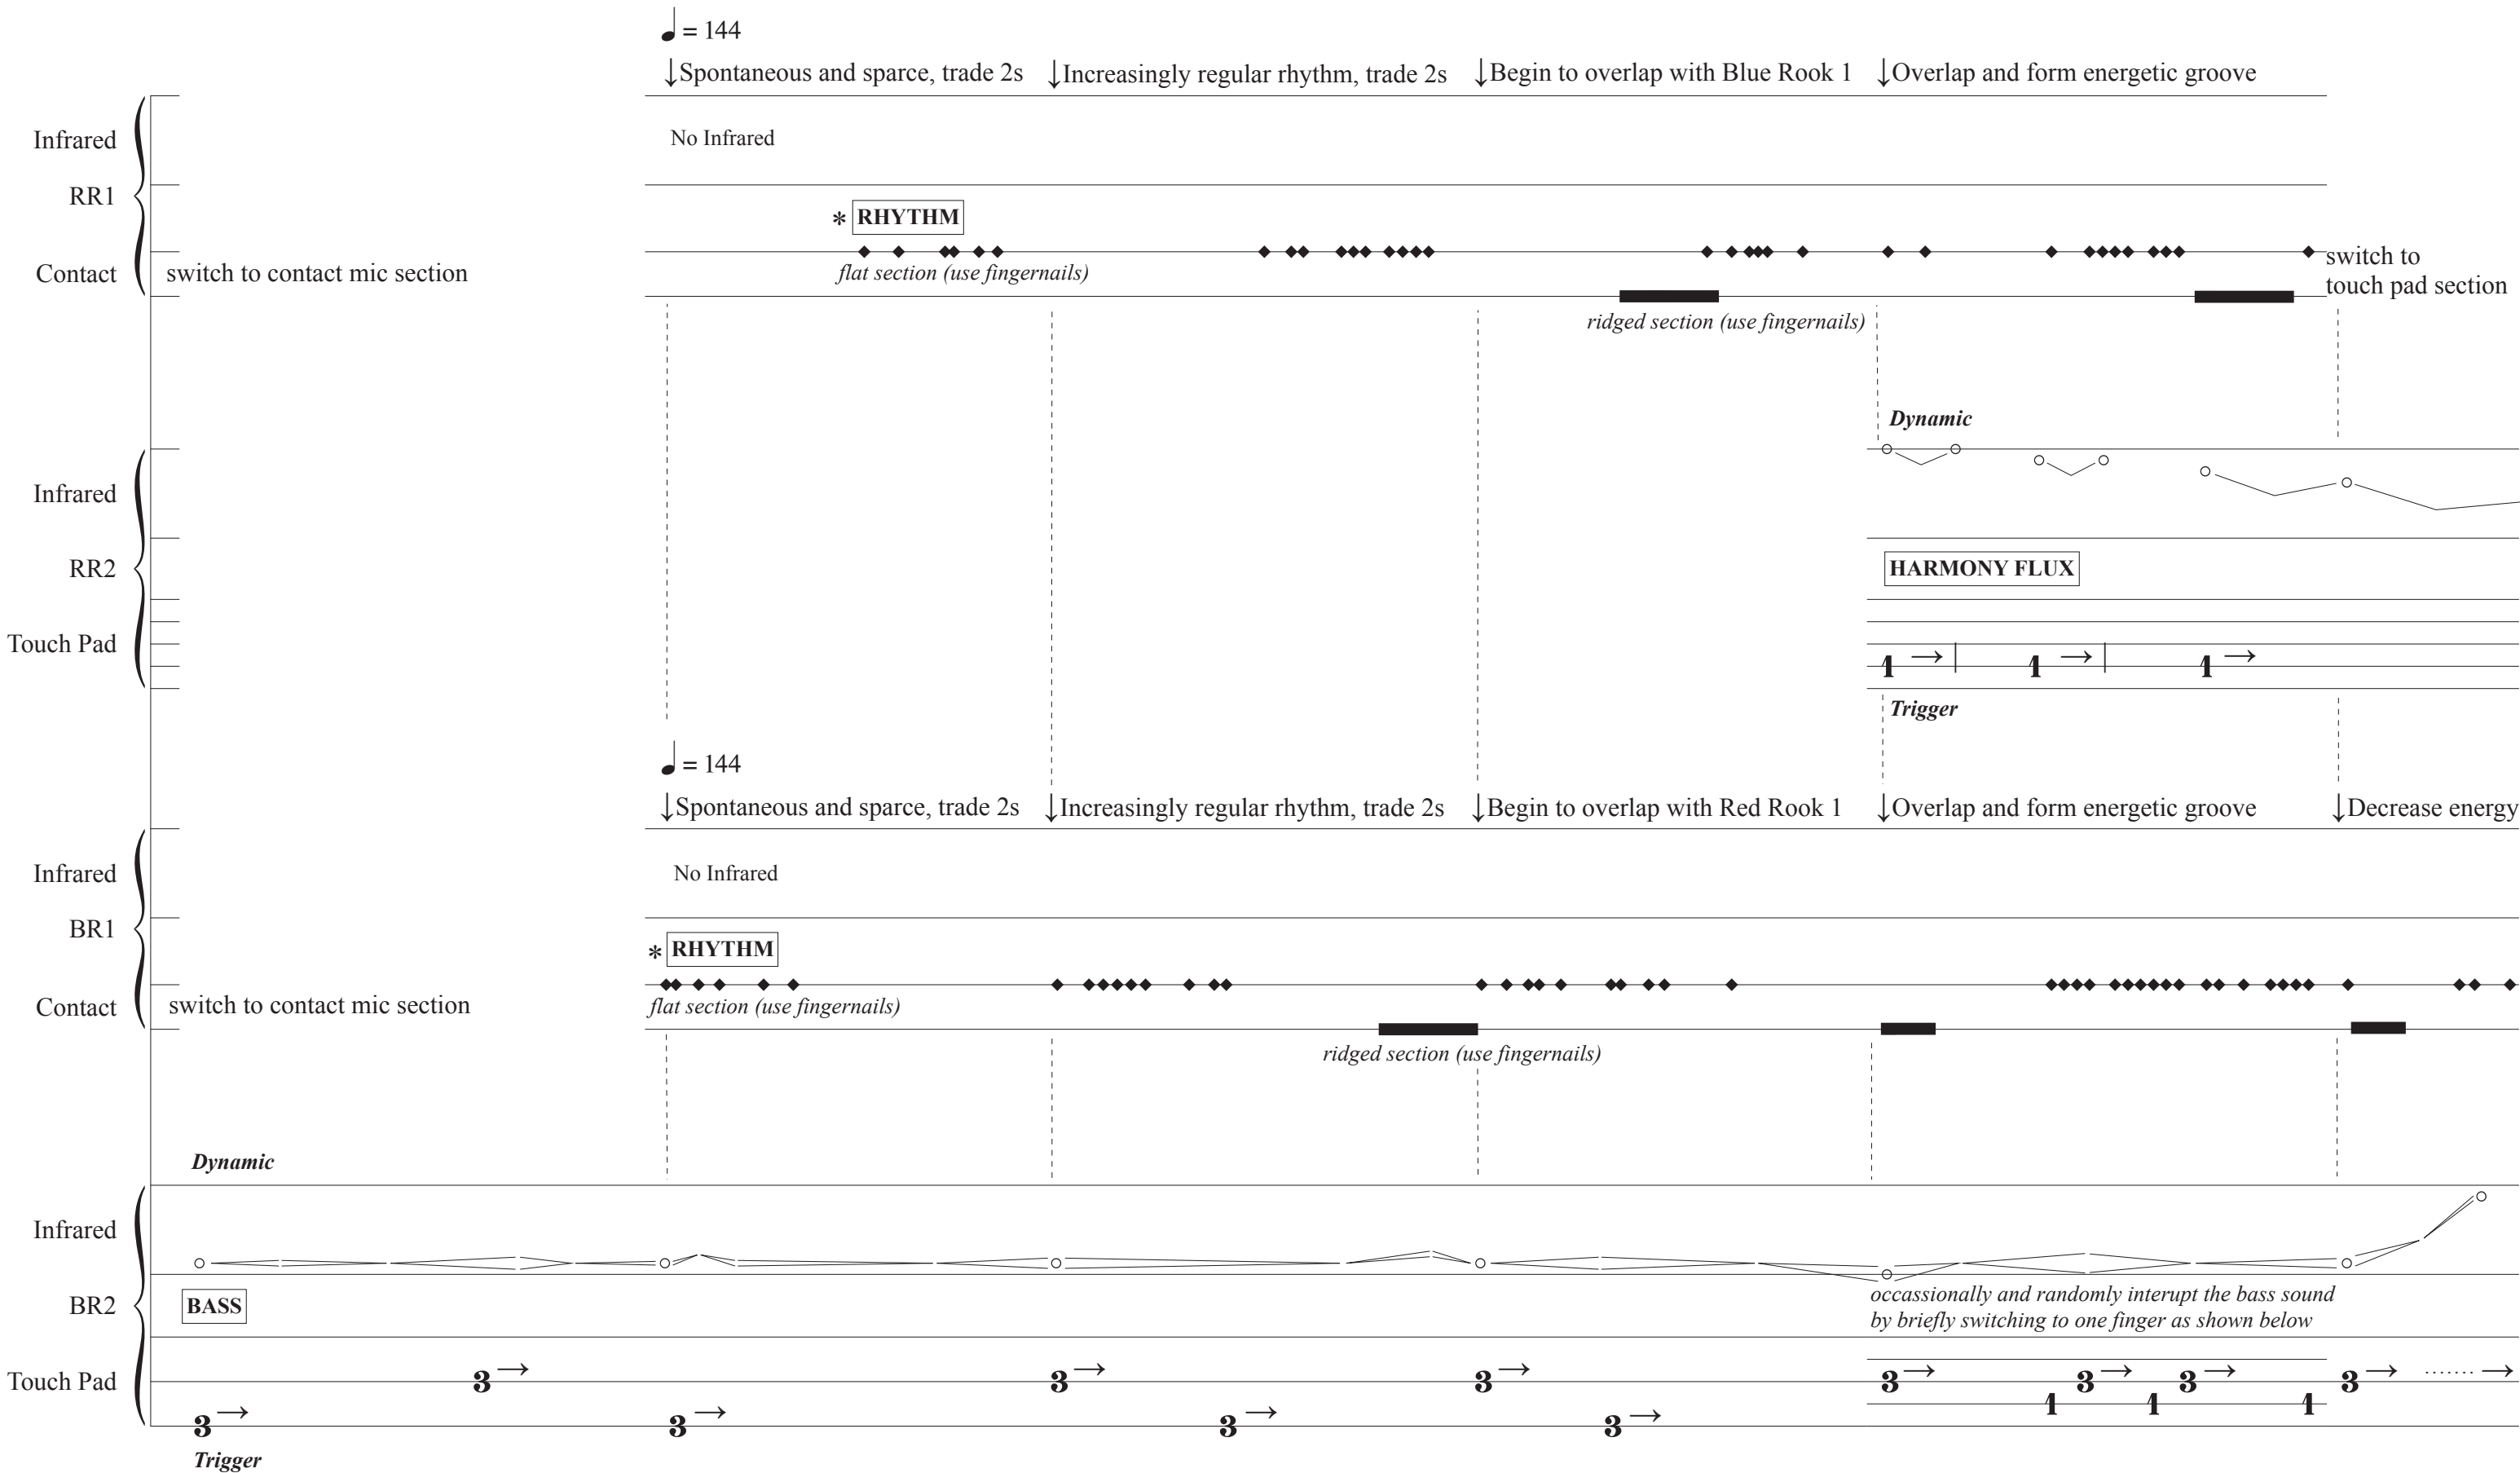 ♩ = 144
↓Spontaneous and sparce, trade 2s ↓Increasingly regular rhythm, trade 2s ↓Begin to overlap with Blue Rook 1 ↓Overlap and form energetic groove
Infrared
No Infrared
RR1
* RHYTHM
Contact
switch to contact mic section
flat section (use fingernails)
switch to
touch pad section
ridged section (use fingernails)
Dynamic
Infrared
RR2
HARMONY FLUX
Touch Pad
1 → 1 → 1 →
Trigger
♩ = 144
↓Spontaneous and sparce, trade 2s ↓Increasingly regular rhythm, trade 2s ↓Begin to overlap with Red Rook 1 ↓Overlap and form energetic groove ↓Decrease energy
Infrared
No Infrared
BR1
* RHYTHM
Contact
switch to contact mic section
flat section (use fingernails)
ridged section (use fingernails)
Dynamic
Infrared
BR2
BASS
occassionally and randomly interupt the bass sound
by briefly switching to one finger as shown below
Touch Pad
3 → 3 → 3 → 3 → 3 → 3 → 3 → ....... →
1 1 1
3 → 3 → 3 → 3 →
Trigger